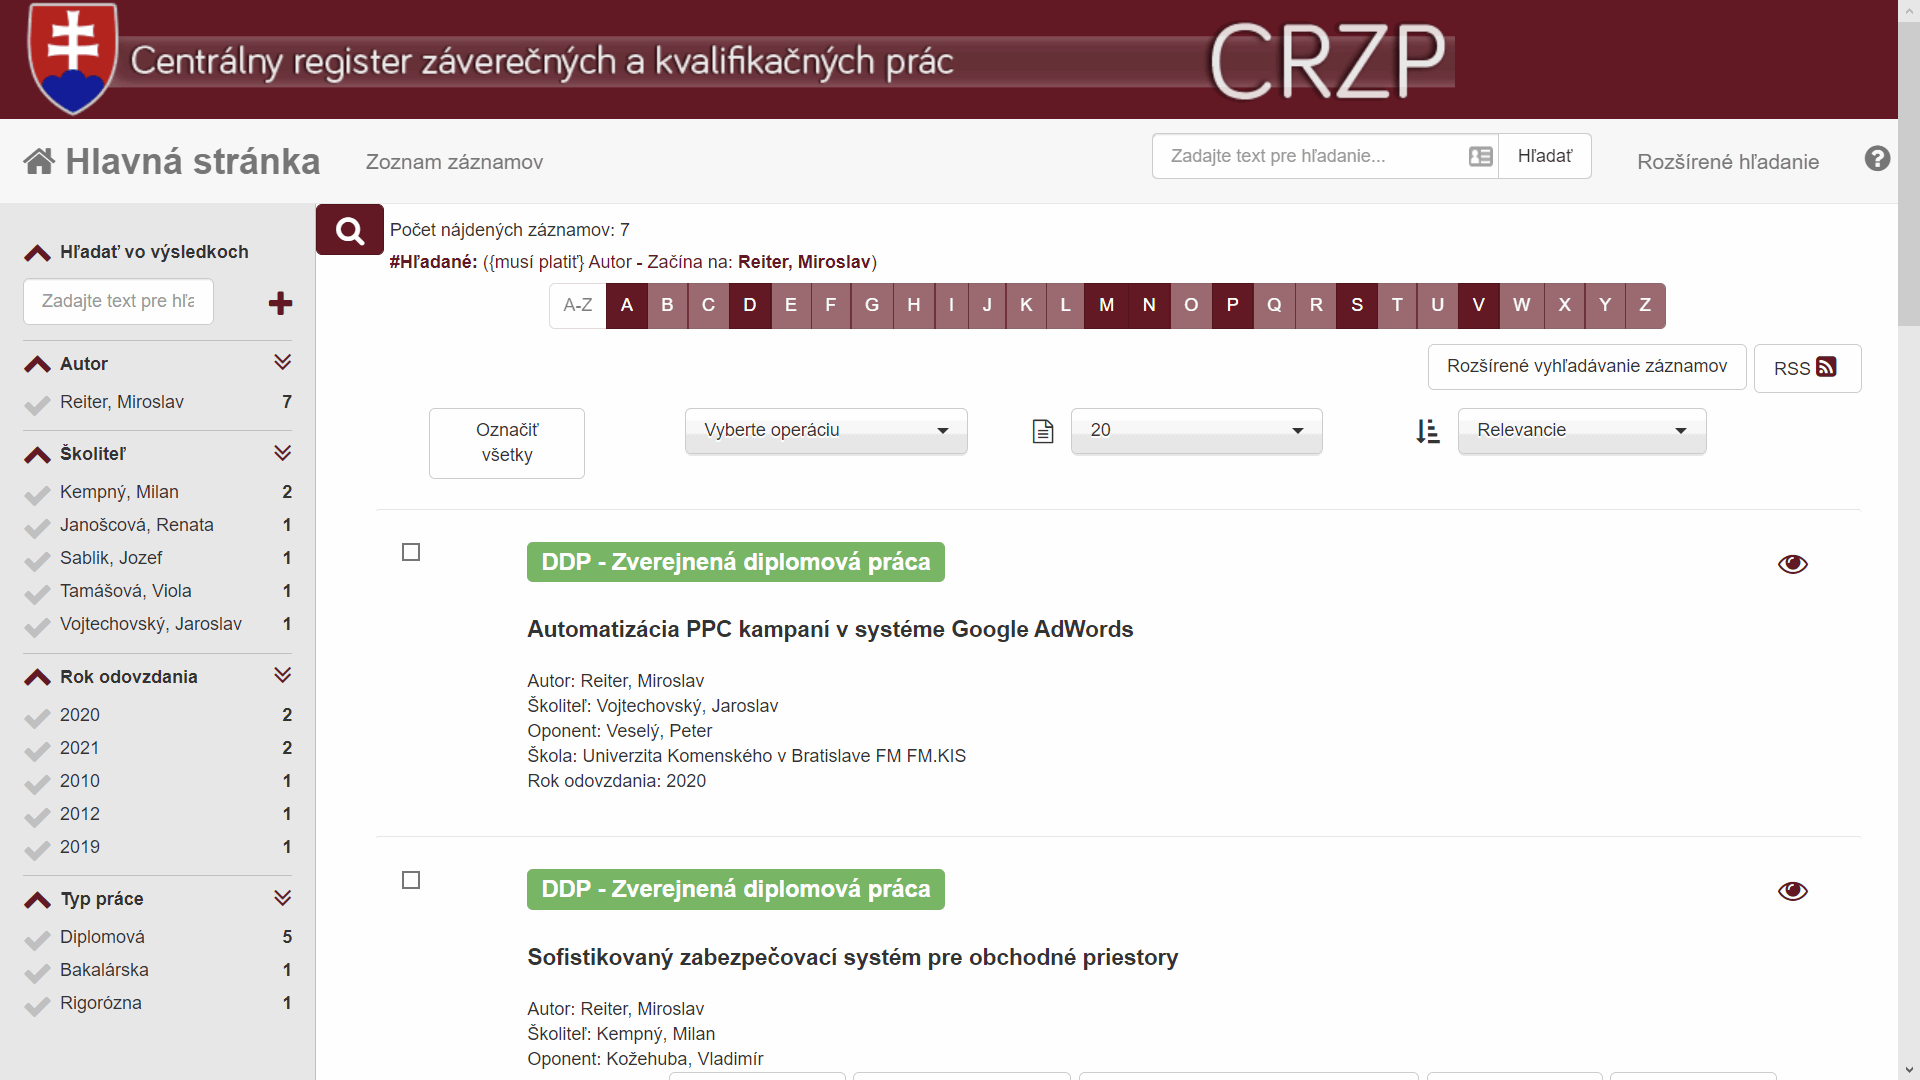 Centrálny register záverečných a kvalifikačných prác
CRZP
Hlavná stránka
Zoznam záznamov
Zadajte text pre hľadanie...
Hľadať
Rozšírené hľadanie
?
Hľadať vo výsledkoch
Zadajte text pre hľa
Autor
Reiter, Miroslav 7
Školiteľ
Kempný, Milan 2
Janošcová, Renata 1
Sablik, Jozef 1
Tamášová, Viola 1
Vojtechovský, Jaroslav 1
Rok odovzdania
2020 2
2021 2
2010 1
2012 1
2019 1
Typ práce
Diplomová 5
Bakalárska 1
Rigorózna 1
Počet nájdených záznamov: 7
#Hľadané: ({musí platiť} Autor - Začína na: Reiter, Miroslav)
A-Z A B C D E F G H I J K L M N O P Q R S T U V W X Y Z
Rozšírené vyhľadávanie záznamov
RSS
Označiť
všetky
Vyberte operáciu
20
Relevancie
DDP - Zverejnená diplomová práca
Automatizácia PPC kampaní v systéme Google AdWords
Autor: Reiter, Miroslav
Školiteľ: Vojtechovský, Jaroslav
Oponent: Veselý, Peter
Škola: Univerzita Komenského v Bratislave FM FM.KIS
Rok odovzdania: 2020
DDP - Zverejnená diplomová práca
Sofistikovaný zabezpečovací systém pre obchodné priestory
Autor: Reiter, Miroslav
Školiteľ: Kempný, Milan
Oponent: Kožehuba, Vladimír